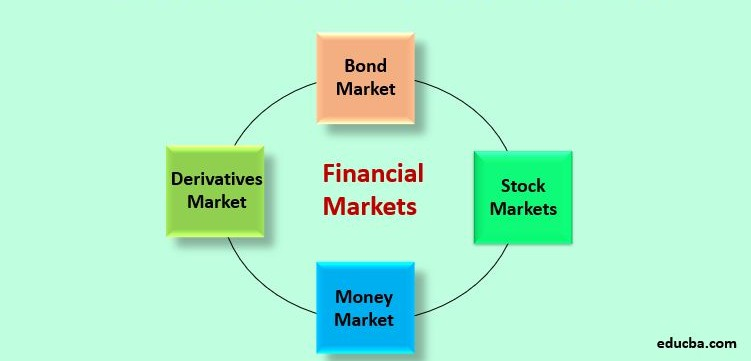 Bond
Market
Derivatives
Market
Financial
Markets
Stock
Markets
Money
Market
educba.com